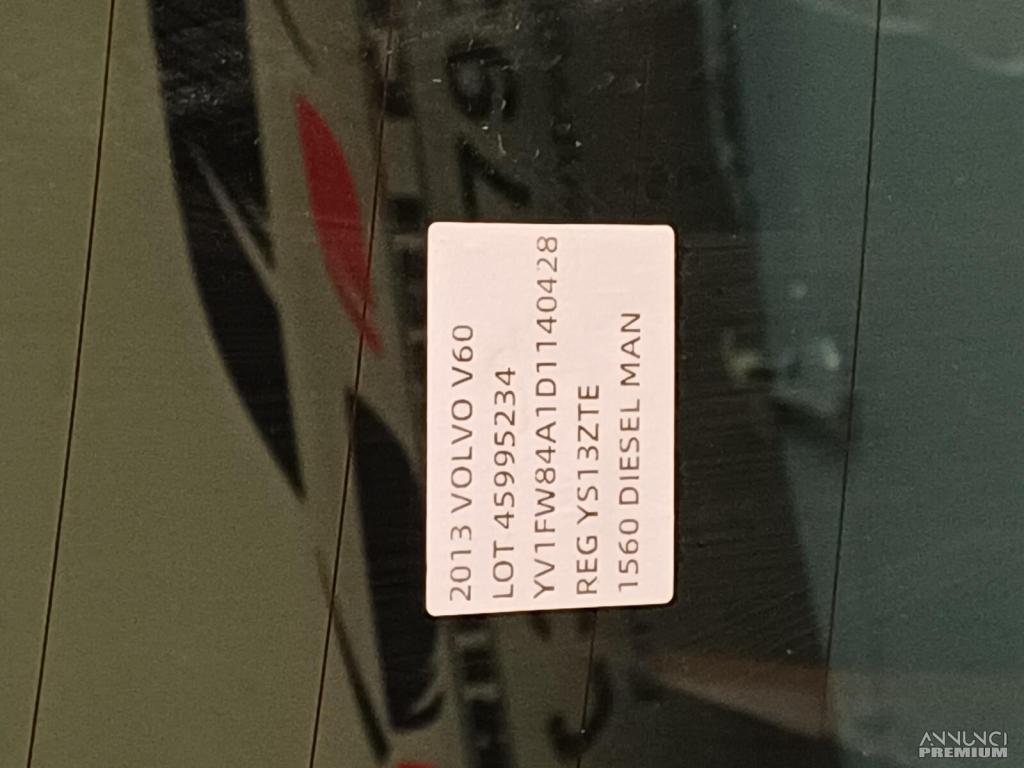 2013 VOLVO V60
LOT 45995234
YV1FW84A1D1140428
REG YS13ZTE
1560 DIESEL MAN
ANNUNCI
PREMIUM